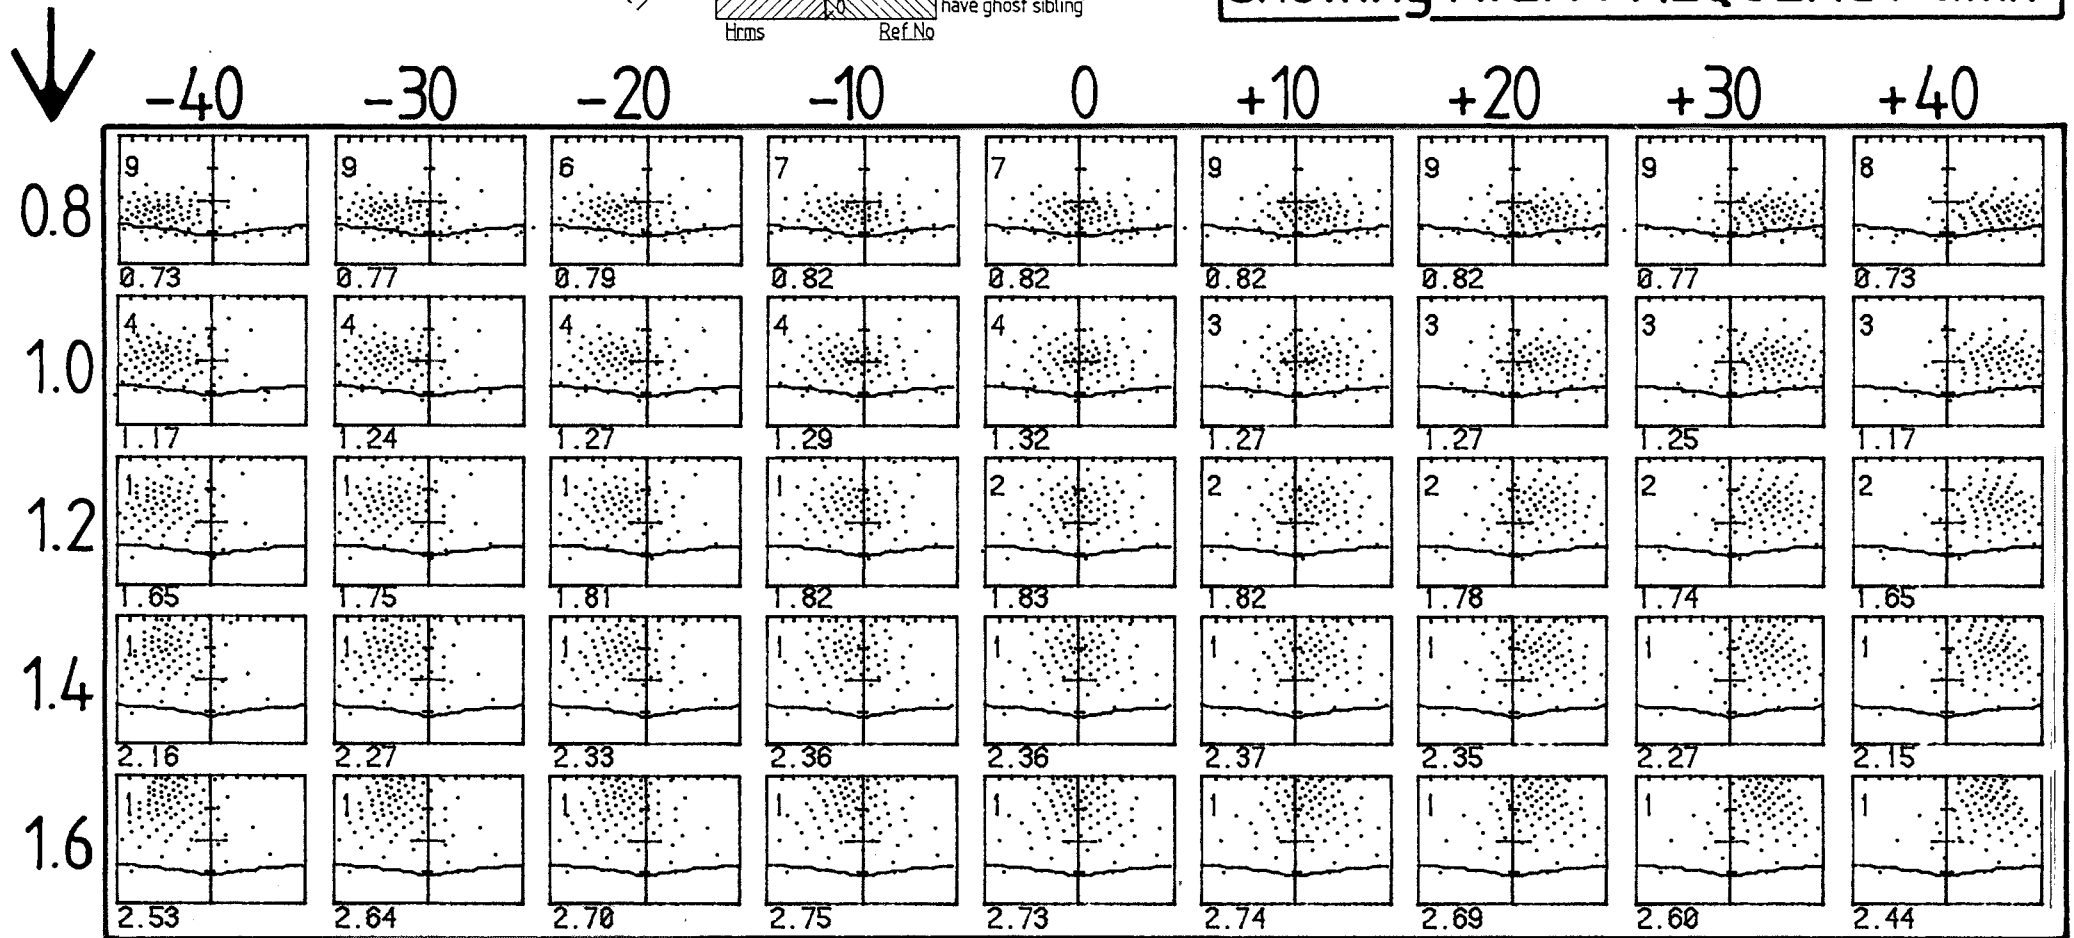 0 have ghost sibling
Hrms Ref.No
-40 -30 -20 -10 0 +10 +20 +30 +40
0.8
9 9 6 7 7 9 9 9 8
0.73 0.77 0.79 0.82 0.82 0.82 0.82 0.77 0.73
1.0
4 4 4 4 4 3 3 3 3
1.17 1.24 1.27 1.29 1.32 1.27 1.27 1.25 1.17
1.2
1 1 1 1 2 2 2 2 2
1.65 1.75 1.81 1.82 1.83 1.82 1.78 1.74 1.65
1.4
1 1 1 1 1 1 1 1 1
2.16 2.27 2.33 2.36 2.36 2.37 2.35 2.27 2.15
1.6
1 1 1 1 1 1 1 1 1
2.53 2.64 2.70 2.75 2.73 2.74 2.69 2.60 2.44